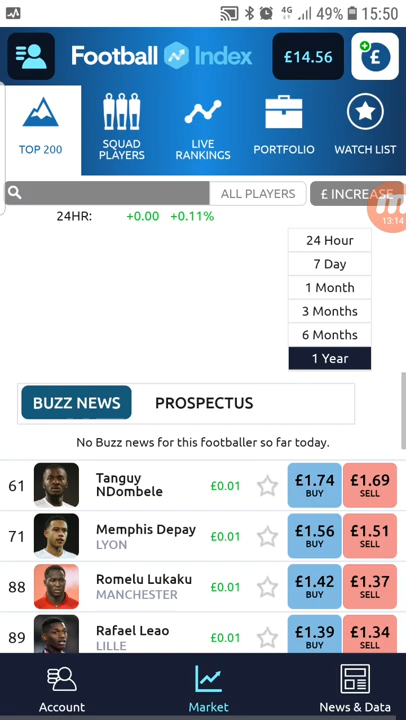 4G 49% 15:50
Football Index £14.56 £
TOP 200
SQUAD PLAYERS
LIVE RANKINGS
PORTFOLIO
WATCH LIST
ALL PLAYERS £ INCREASE
13:14
24HR: +0.00 +0.11%
24 Hour
7 Day
1 Month
3 Months
6 Months
1 Year
BUZZ NEWS PROSPECTUS
No Buzz news for this footballer so far today.
61 Tanguy NDombele £0.01 £1.74 BUY £1.69 SELL
71 Memphis Depay LYON £0.01 £1.56 BUY £1.51 SELL
88 Romelu Lukaku MANCHESTER £0.01 £1.42 BUY £1.37 SELL
89 Rafael Leao LILLE £0.01 £1.39 BUY £1.34 SELL
Account Market News & Data